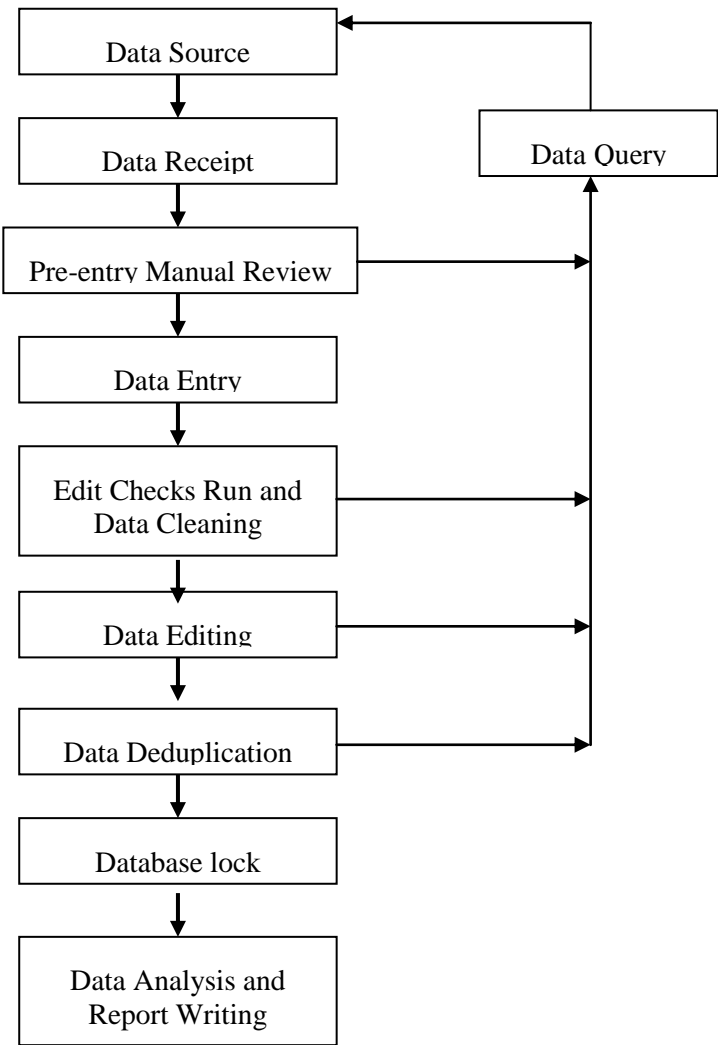 Data Source
Data Receipt
Data Query
Pre-entry Manual Review
Data Entry
Edit Checks Run and
Data Cleaning
Data Editing
Data Deduplication
Database lock
Data Analysis and
Report Writing